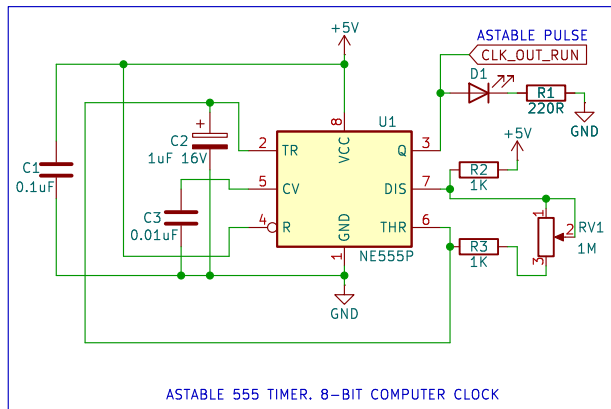 ASTABLE PULSE
+5V
CLK_OUT_RUN
D1
R1
220R
GND
U1
8
VCC
C2
1uF 16V
2
TR
Q
3
+5V
C1
0.1uF
5
CV
DIS
7
R2
1K
C3
0.01uF
4
R
GND
THR
6
1
2
3
RV1
1M
R3
1K
1
NE555P
GND
ASTABLE 555 TIMER. 8-BIT COMPUTER CLOCK